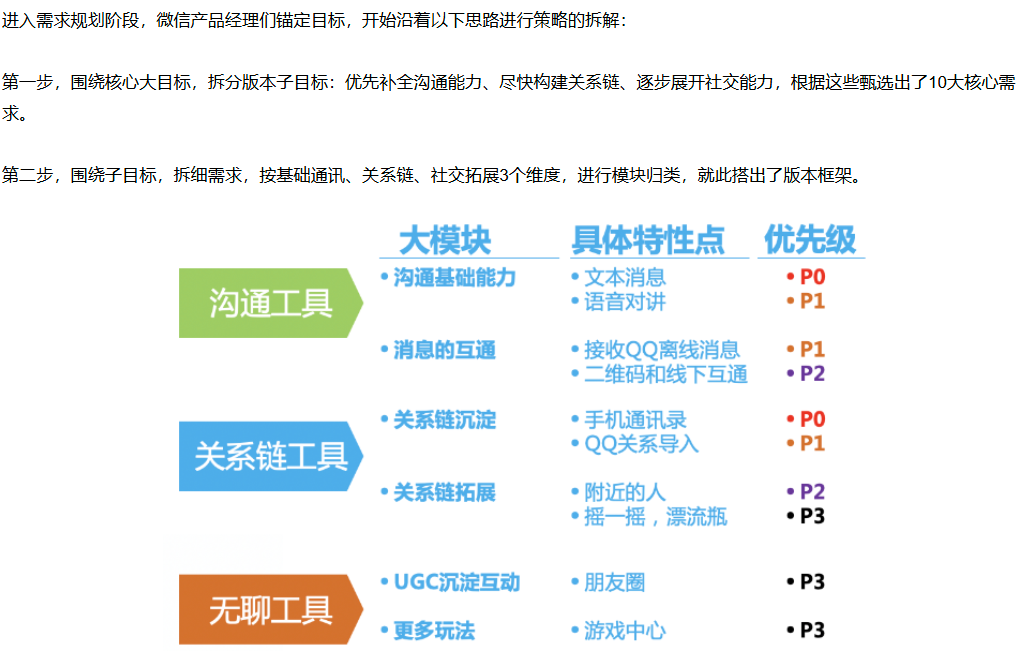 进入需求规划阶段，微信产品经理们锚定目标，开始沿着以下思路进行策略的拆解：
第一步，围绕核心大目标，拆分版本子目标：优先补全沟通能力、尽快构建关系链、逐步展开社交能力，根据这些甄选出了10大核心需
求。
第二步，围绕子目标，拆细需求，按基础通讯、关系链、社交拓展3个维度，进行模块归类，就此搭出了版本框架。
大模块 具体特性点 优先级
沟通工具
• 沟通基础能力 • 文本消息 • P0
• 语音对讲 • P1
• 消息的互通 • 接收QQ离线消息 • P1
• 二维码和线下互通 • P2
关系链工具
• 关系链沉淀 • 手机通讯录 • P0
• QQ关系导入 • P1
• 关系链拓展 • 附近的人 • P2
• 摇一摇，漂流瓶 • P3
无聊工具
• UGC沉淀互动 • 朋友圈 • P3
• 更多玩法 • 游戏中心 • P3